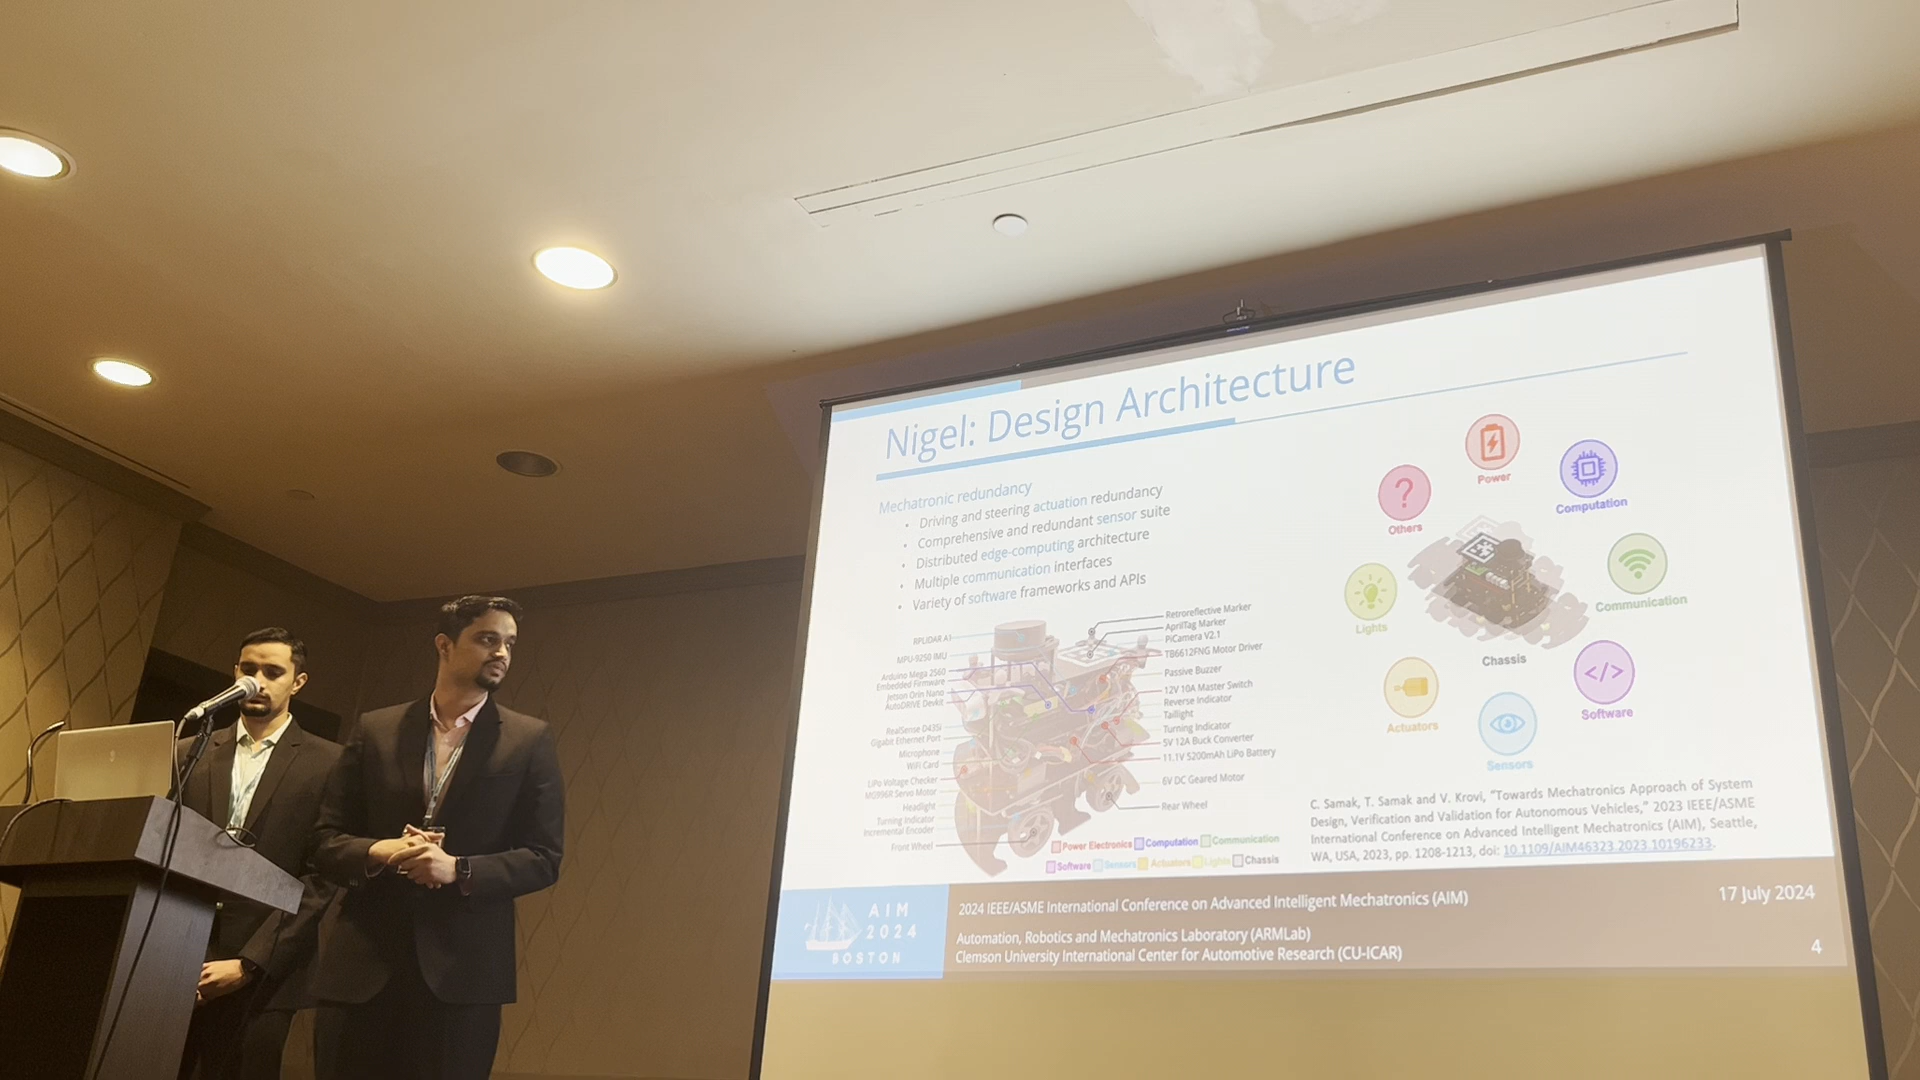 Nigel: Design Architecture
Mechatronic redundancy
• Driving and steering actuation redundancy
• Comprehensive and redundant sensor suite
• Distributed edge-computing architecture
• Multiple communication interfaces
• Variety of software frameworks and APIs
RPLIDAR A1
MPU-9250 IMU
Arduino Mega 2560
Embedded Firmware
Jetson Orin Nano
AutoDRIVE Devkit
RealSense D435i
Gigabit Ethernet Port
Microphone
WiFi Card
LiPo Voltage Checker
MG996R Servo Motor
Headlight
Turning Indicator
Incremental Encoder
Front Wheel
Retroreflective Marker
AprilTag Marker
PiCamera V2.1
TB6612FNG Motor Driver
Passive Buzzer
12V 10A Master Switch
Reverse Indicator
Taillight
Turning Indicator
5V 12A Buck Converter
11.1V 5200mAh LiPo Battery
6V DC Geared Motor
Rear Wheel
Power Electronics Computation Communication
Software Sensors Actuators Lights Chassis
Power
Computation
Others
Communication
Lights
Chassis
Software
Actuators
Sensors
C. Samak, T. Samak and V. Krovi, "Towards Mechatronics Approach of System
Design, Verification and Validation for Autonomous Vehicles," 2023 IEEE/ASME
International Conference on Advanced Intelligent Mechatronics (AIM), Seattle,
WA, USA, 2023, pp. 1208-1213, doi: 10.1109/AIM46323.2023.10196233.
AIM
2024
BOSTON
2024 IEEE/ASME International Conference on Advanced Intelligent Mechatronics (AIM)
Automation, Robotics and Mechatronics Laboratory (ARMLab)
Clemson University International Center for Automotive Research (CU-ICAR)
17 July 2024
4